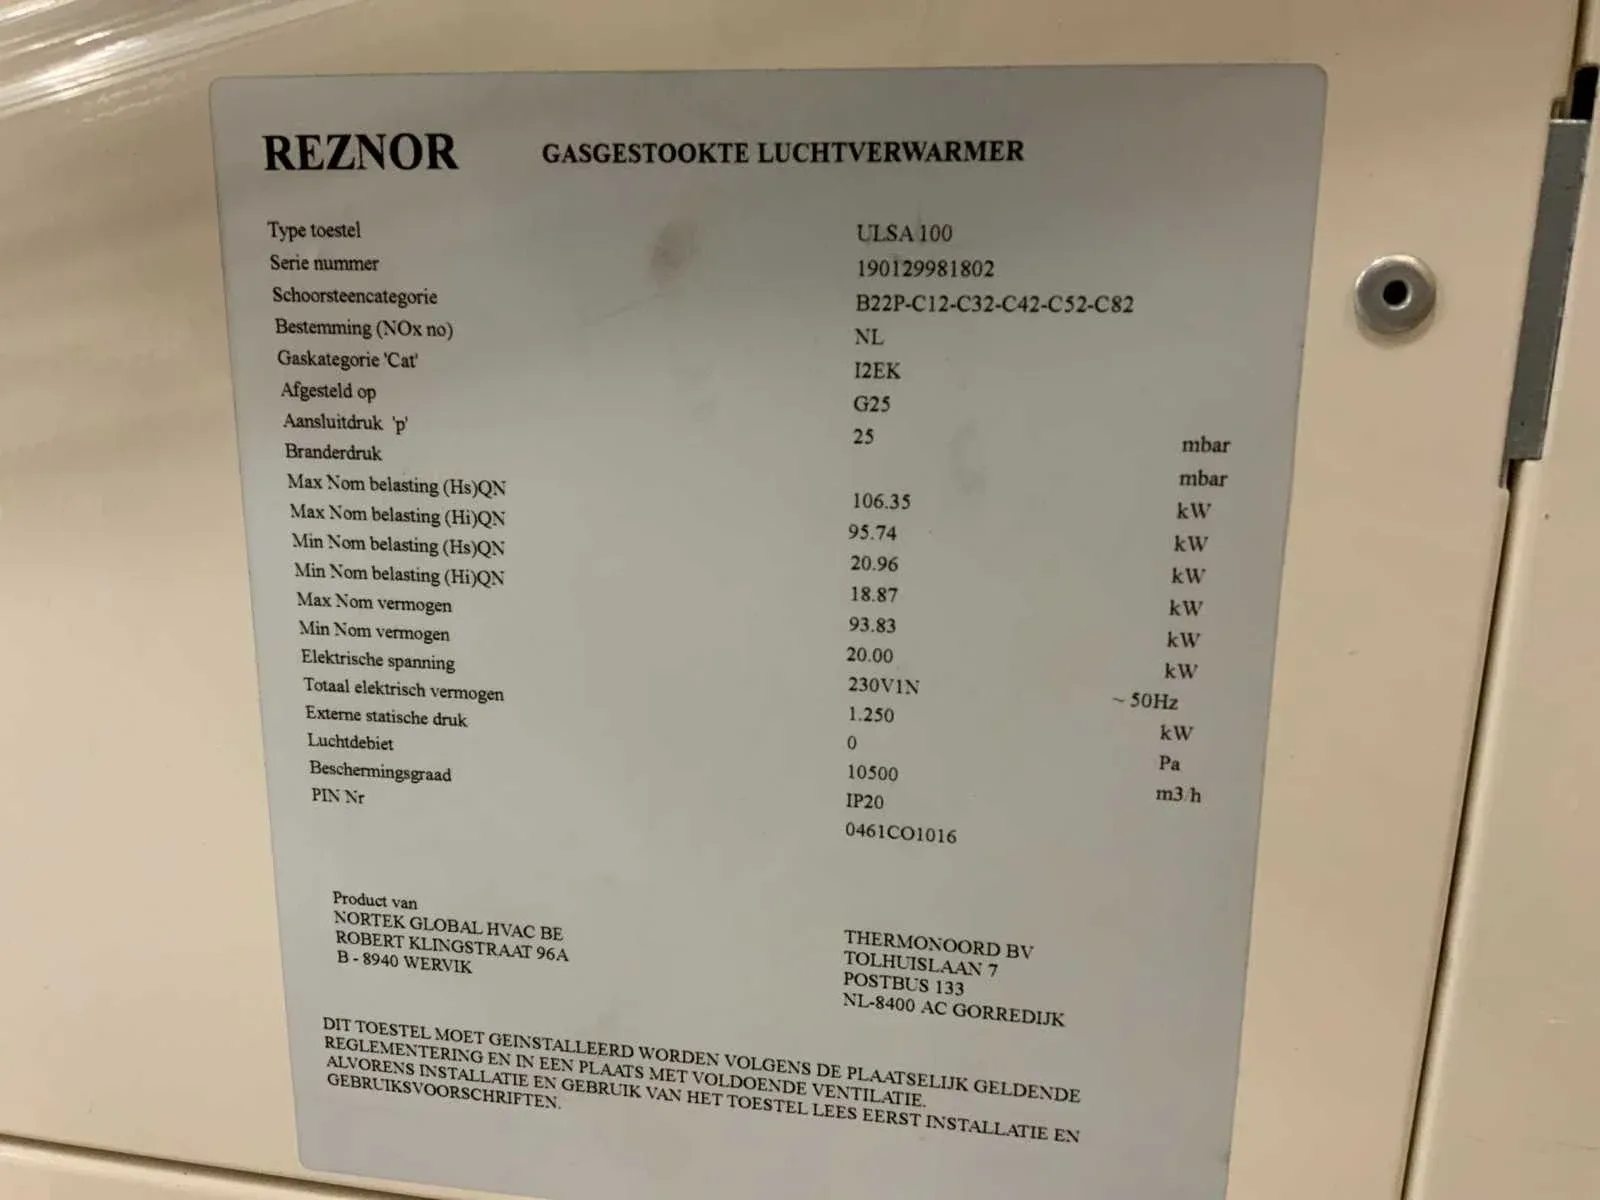 REZNOR GASGESTOOKTE LUCHTVERWARMER
Type toestel ULSA 100
Serie nummer 190129981802
Schoorsteencategorie B22P-C12-C32-C42-C52-C82
Bestemming (NOx no) NL
Gaskategorie 'Cat' I2EK
Afgesteld op G25
Aansluitdruk 'p' 25 mbar
Branderdruk mbar
Max Nom belasting (Hs)QN 106.35 kW
Max Nom belasting (Hi)QN 95.74 kW
Min Nom belasting (Hs)QN 20.96 kW
Min Nom belasting (Hi)QN 18.87 kW
Max Nom vermogen 93.83 kW
Min Nom vermogen 20.00 kW
Elektrische spanning 230V1N ~ 50Hz
Totaal elektrisch vermogen 1.250 kW
Externe statische druk 0 Pa
Luchtdebiet 10500 m3/h
Beschermingsgraad IP20
PIN Nr 0461CO1016
Product van
NORTEK GLOBAL HVAC BE
ROBERT KLINGSTRAAT 96A
B - 8940 WERVIK
THERMONOORD BV
TOLHUISLAAN 7
POSTBUS 133
NL-8400 AC GORREDIJK
DIT TOESTEL MOET GEINSTALLEERD WORDEN VOLGENS DE PLAATSELIJK GELDENDE
REGLEMENTERING EN IN EEN PLAATS MET VOLDOENDE VENTILATIE.
ALVORENS INSTALLATIE EN GEBRUIK VAN HET TOESTEL LEES EERST INSTALLATIE EN
GEBRUIKSVOORSCHRIFTEN.